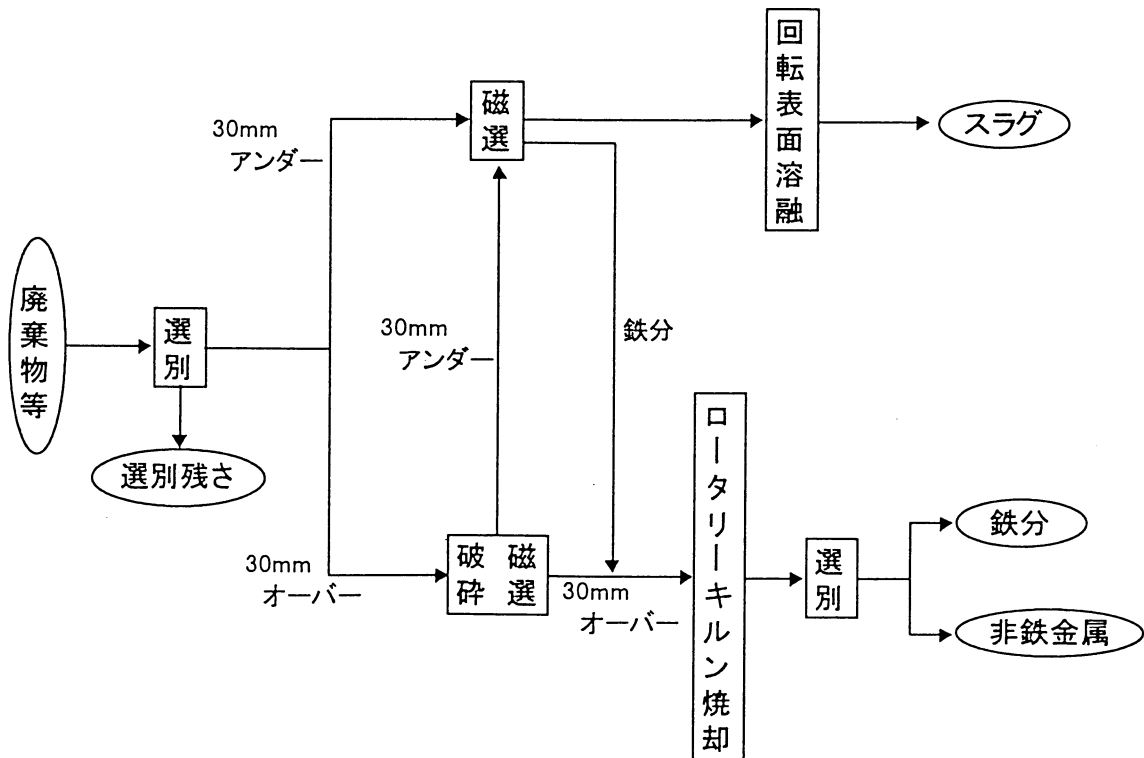 廃棄物等
選別
選別残さ
30mm
アンダー
磁選
回転表面溶融
スラグ
30mm
アンダー
鉄分
30mm
オーバー
破砕
磁選
30mm
オーバー
ロータリーキルン焼却
選別
鉄分
非鉄金属